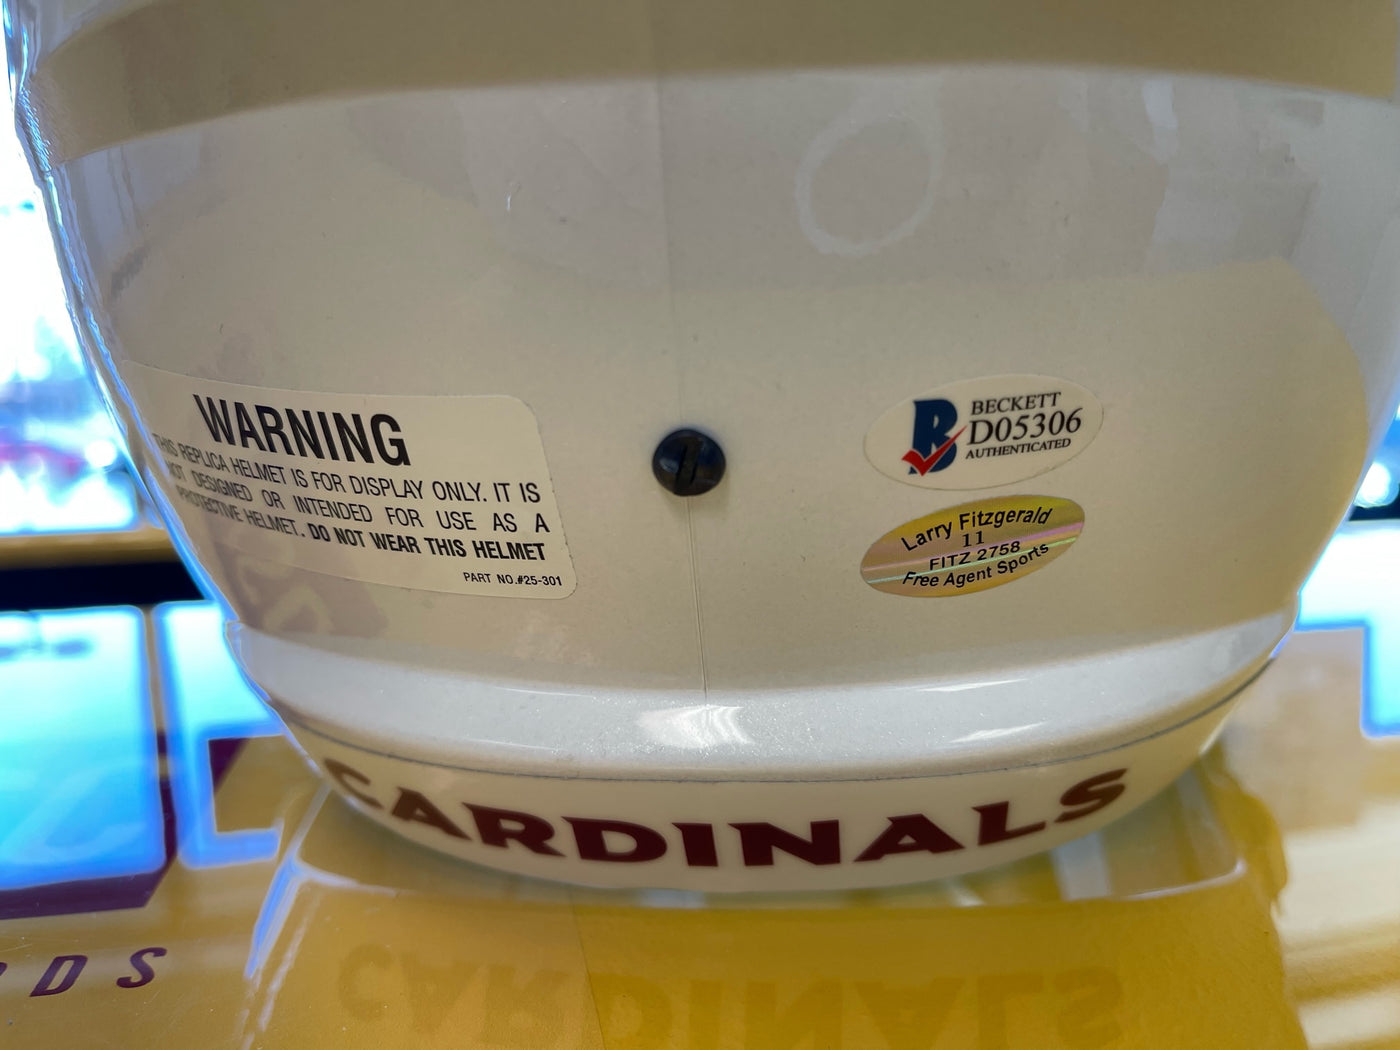 WARNING
THIS REPLICA HELMET IS FOR DISPLAY ONLY. IT IS
NOT DESIGNED OR INTENDED FOR USE AS A
PROTECTIVE HELMET. DO NOT WEAR THIS HELMET
PART NO.#25-301
B
BECKETT
D05306
AUTHENTICATED
Larry Fitzgerald
11
FITZ 2758
Free Agent Sports
CARDINALS
DS